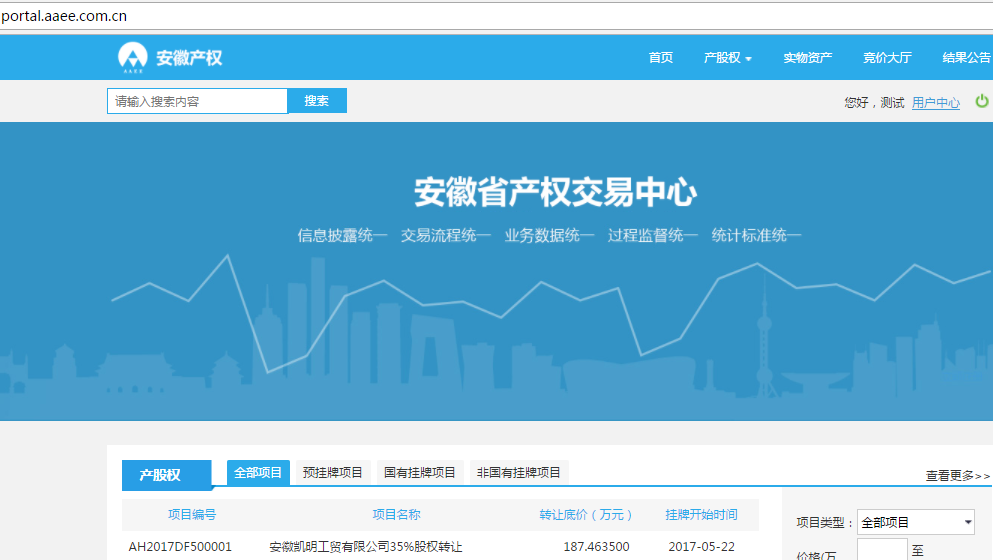 portal.aaee.com.cn
安徽产权 首页 产股权 实物资产 竞价大厅 结果公告
AAEE
请输入搜索内容 搜索 您好，测试 用户中心
安徽省产权交易中心
信息披露统一 交易流程统一 业务数据统一 过程监督统一 统计标准统一
产股权 全部项目 预挂牌项目 国有挂牌项目 非国有挂牌项目 查看更多>>
项目编号 项目名称 转让底价（万元） 挂牌开始时间
项目类型： 全部项目
AH2017DF500001 安徽凯明工贸有限公司35%股权转让 187.463500 2017-05-22
价格(万 至